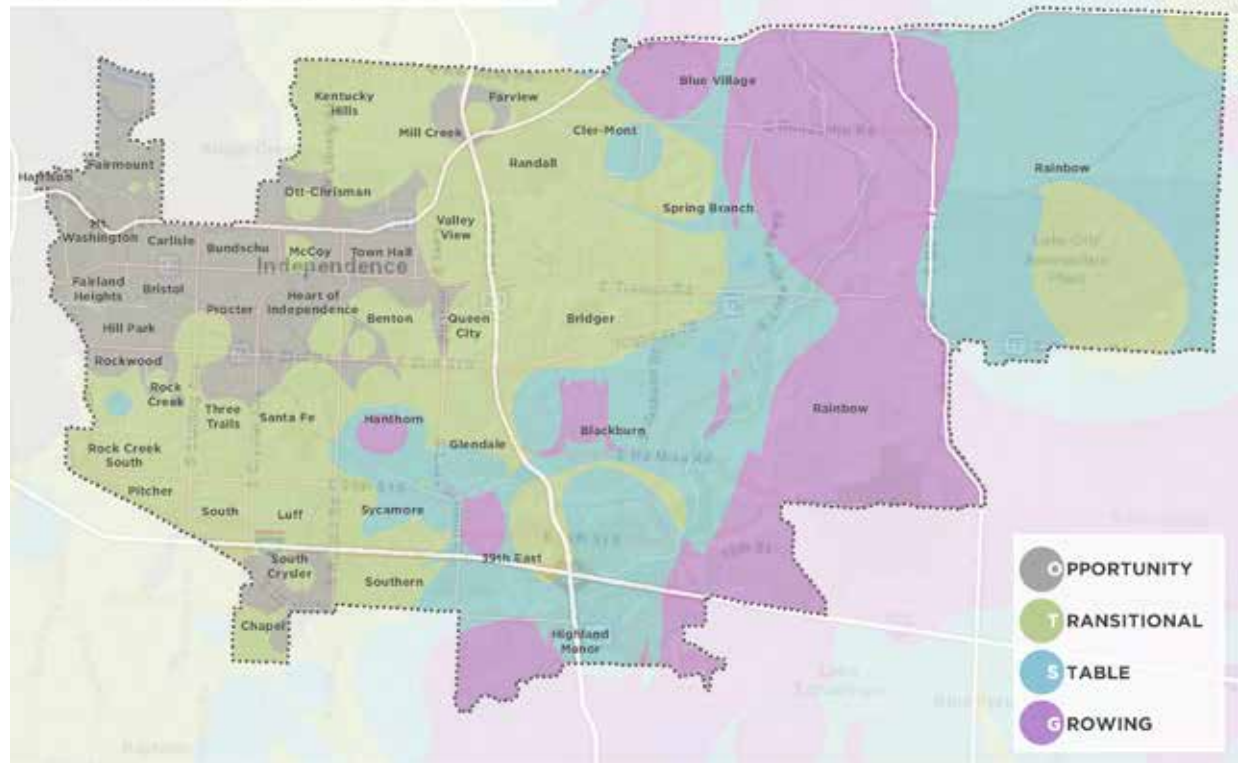 Kentucky
Hills
Farview
Blue Village
Mill Creek
Cler-Mont
Randall
Fairmount
Harrison
Rainbow
Ott-Chrisman
Spring Branch
Mt.
Washington
Carlisle
Bundschu
McCoy
Town Hall
Valley
View
Independence
Fairland
Heights
Bristol
Procter
Heart of
Independence
Benton
Queen
City
Bridger
Hill Park
Rockwood
Rock
Creek
Three
Trails
Santa Fe
Hanthorn
Blackburn
Rainbow
Rock Creek
South
Glendale
Pitcher
South
Luff
Sycamore
39th East
South
Crysler
Southern
Chapel
Highland
Manor
OPPORTUNITY
TRANSITIONAL
STABLE
GROWING